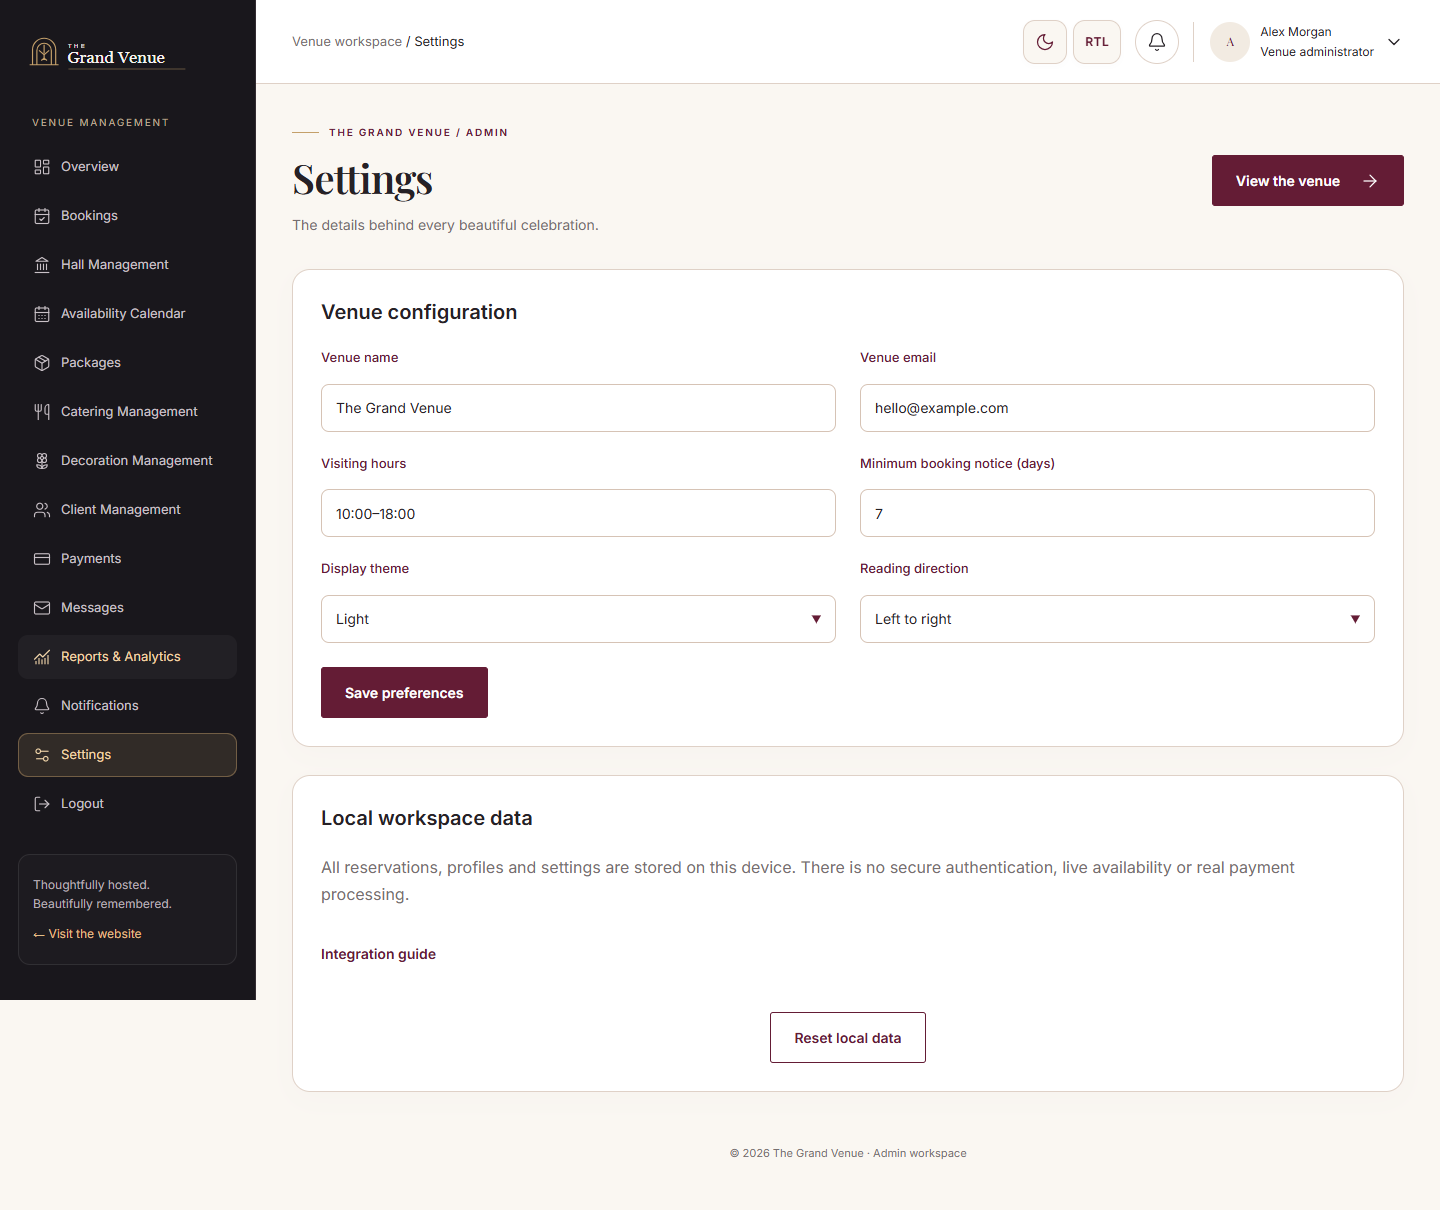 THE
Grand Venue
VENUE MANAGEMENT
Overview
Bookings
Hall Management
Availability Calendar
Packages
Catering Management
Decoration Management
Client Management
Payments
Messages
Reports & Analytics
Notifications
Settings
Logout
Thoughtfully hosted.
Beautifully remembered.
← Visit the website
Venue workspace / Settings
RTL
A
Alex Morgan
Venue administrator
THE GRAND VENUE / ADMIN
Settings
The details behind every beautiful celebration.
View the venue →
Venue configuration
Venue name
The Grand Venue
Venue email
hello@example.com
Visiting hours
10:00–18:00
Minimum booking notice (days)
7
Display theme
Light
Reading direction
Left to right
Save preferences
Local workspace data
All reservations, profiles and settings are stored on this device. There is no secure authentication, live availability or real payment
processing.
Integration guide
Reset local data
© 2026 The Grand Venue · Admin workspace